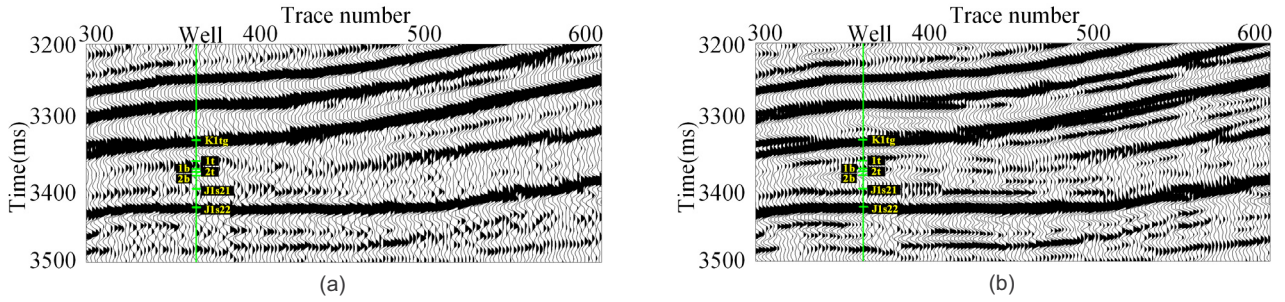 Trace number
300 Well 400 500 600
3200
3300
3400
3500
Time(ms)
K1tg
1t
1b
2t
2b
J1s21
J1s22
(a)
Trace number
300 Well 400 500 600
3200
3300
3400
3500
Time(ms)
K1tg
1t
1b
2t
2b
J1s21
J1s22
(b)